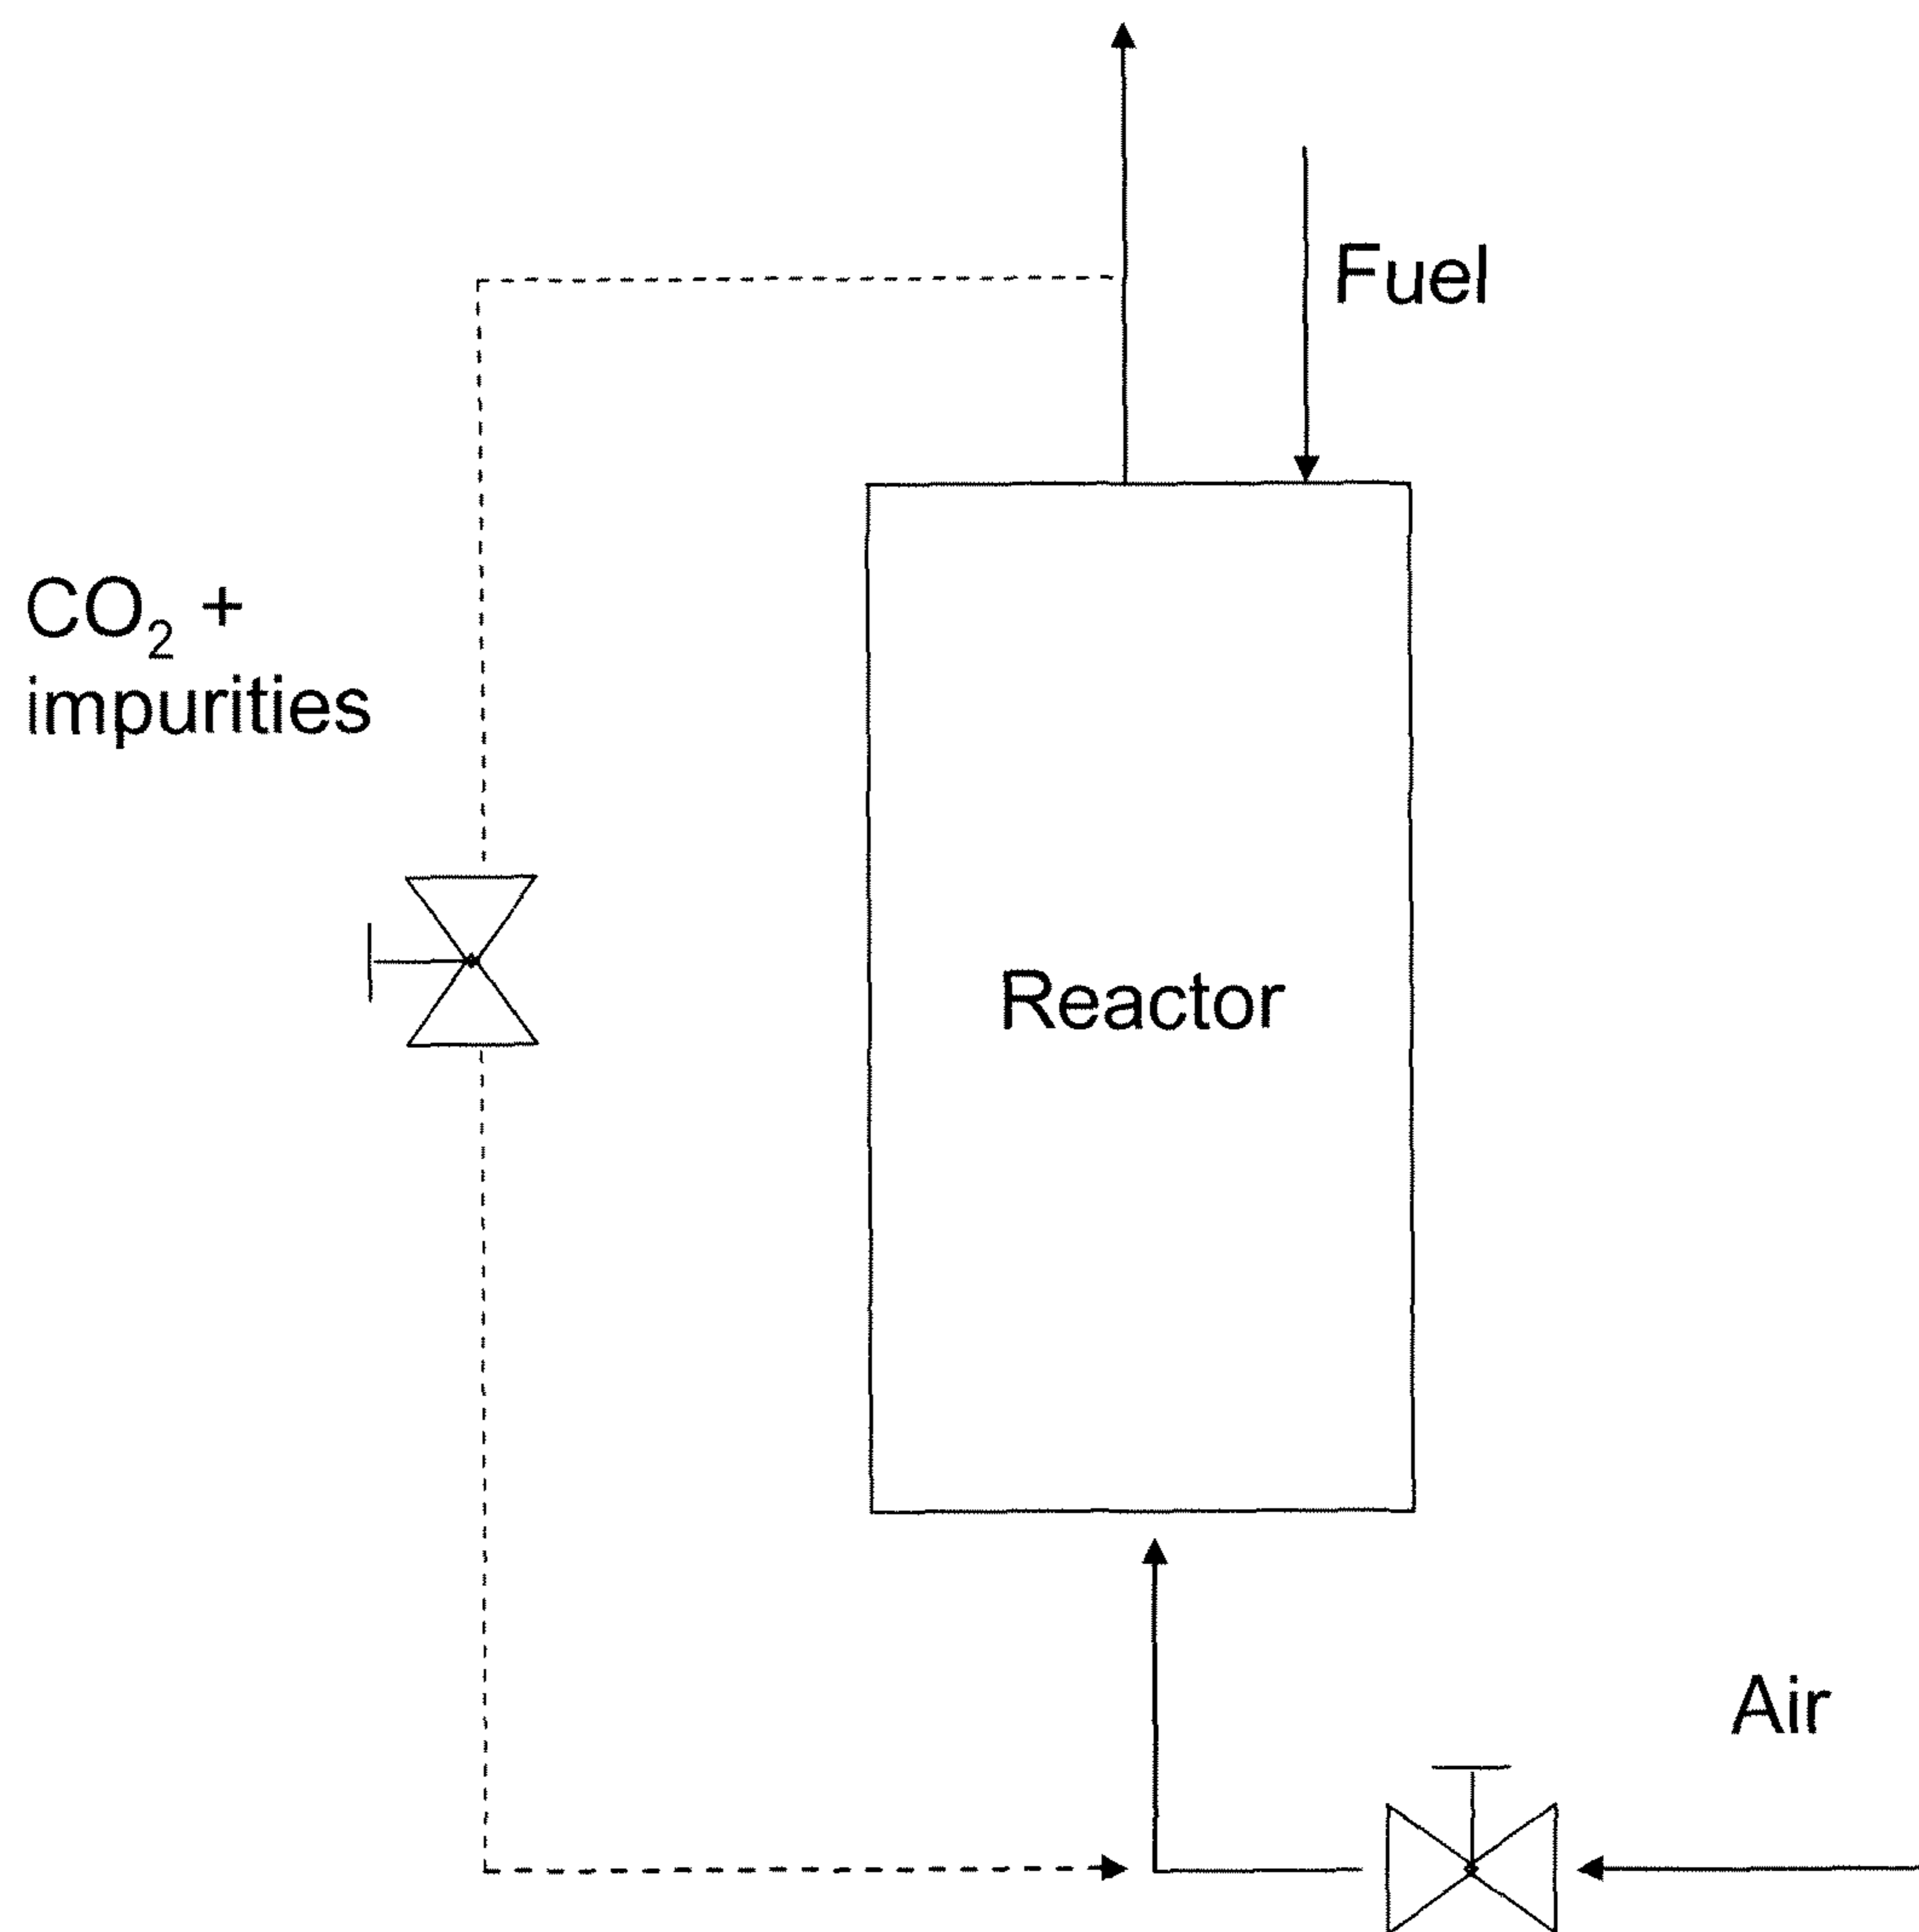 Fuel
CO₂ +
impurities
Reactor
Air